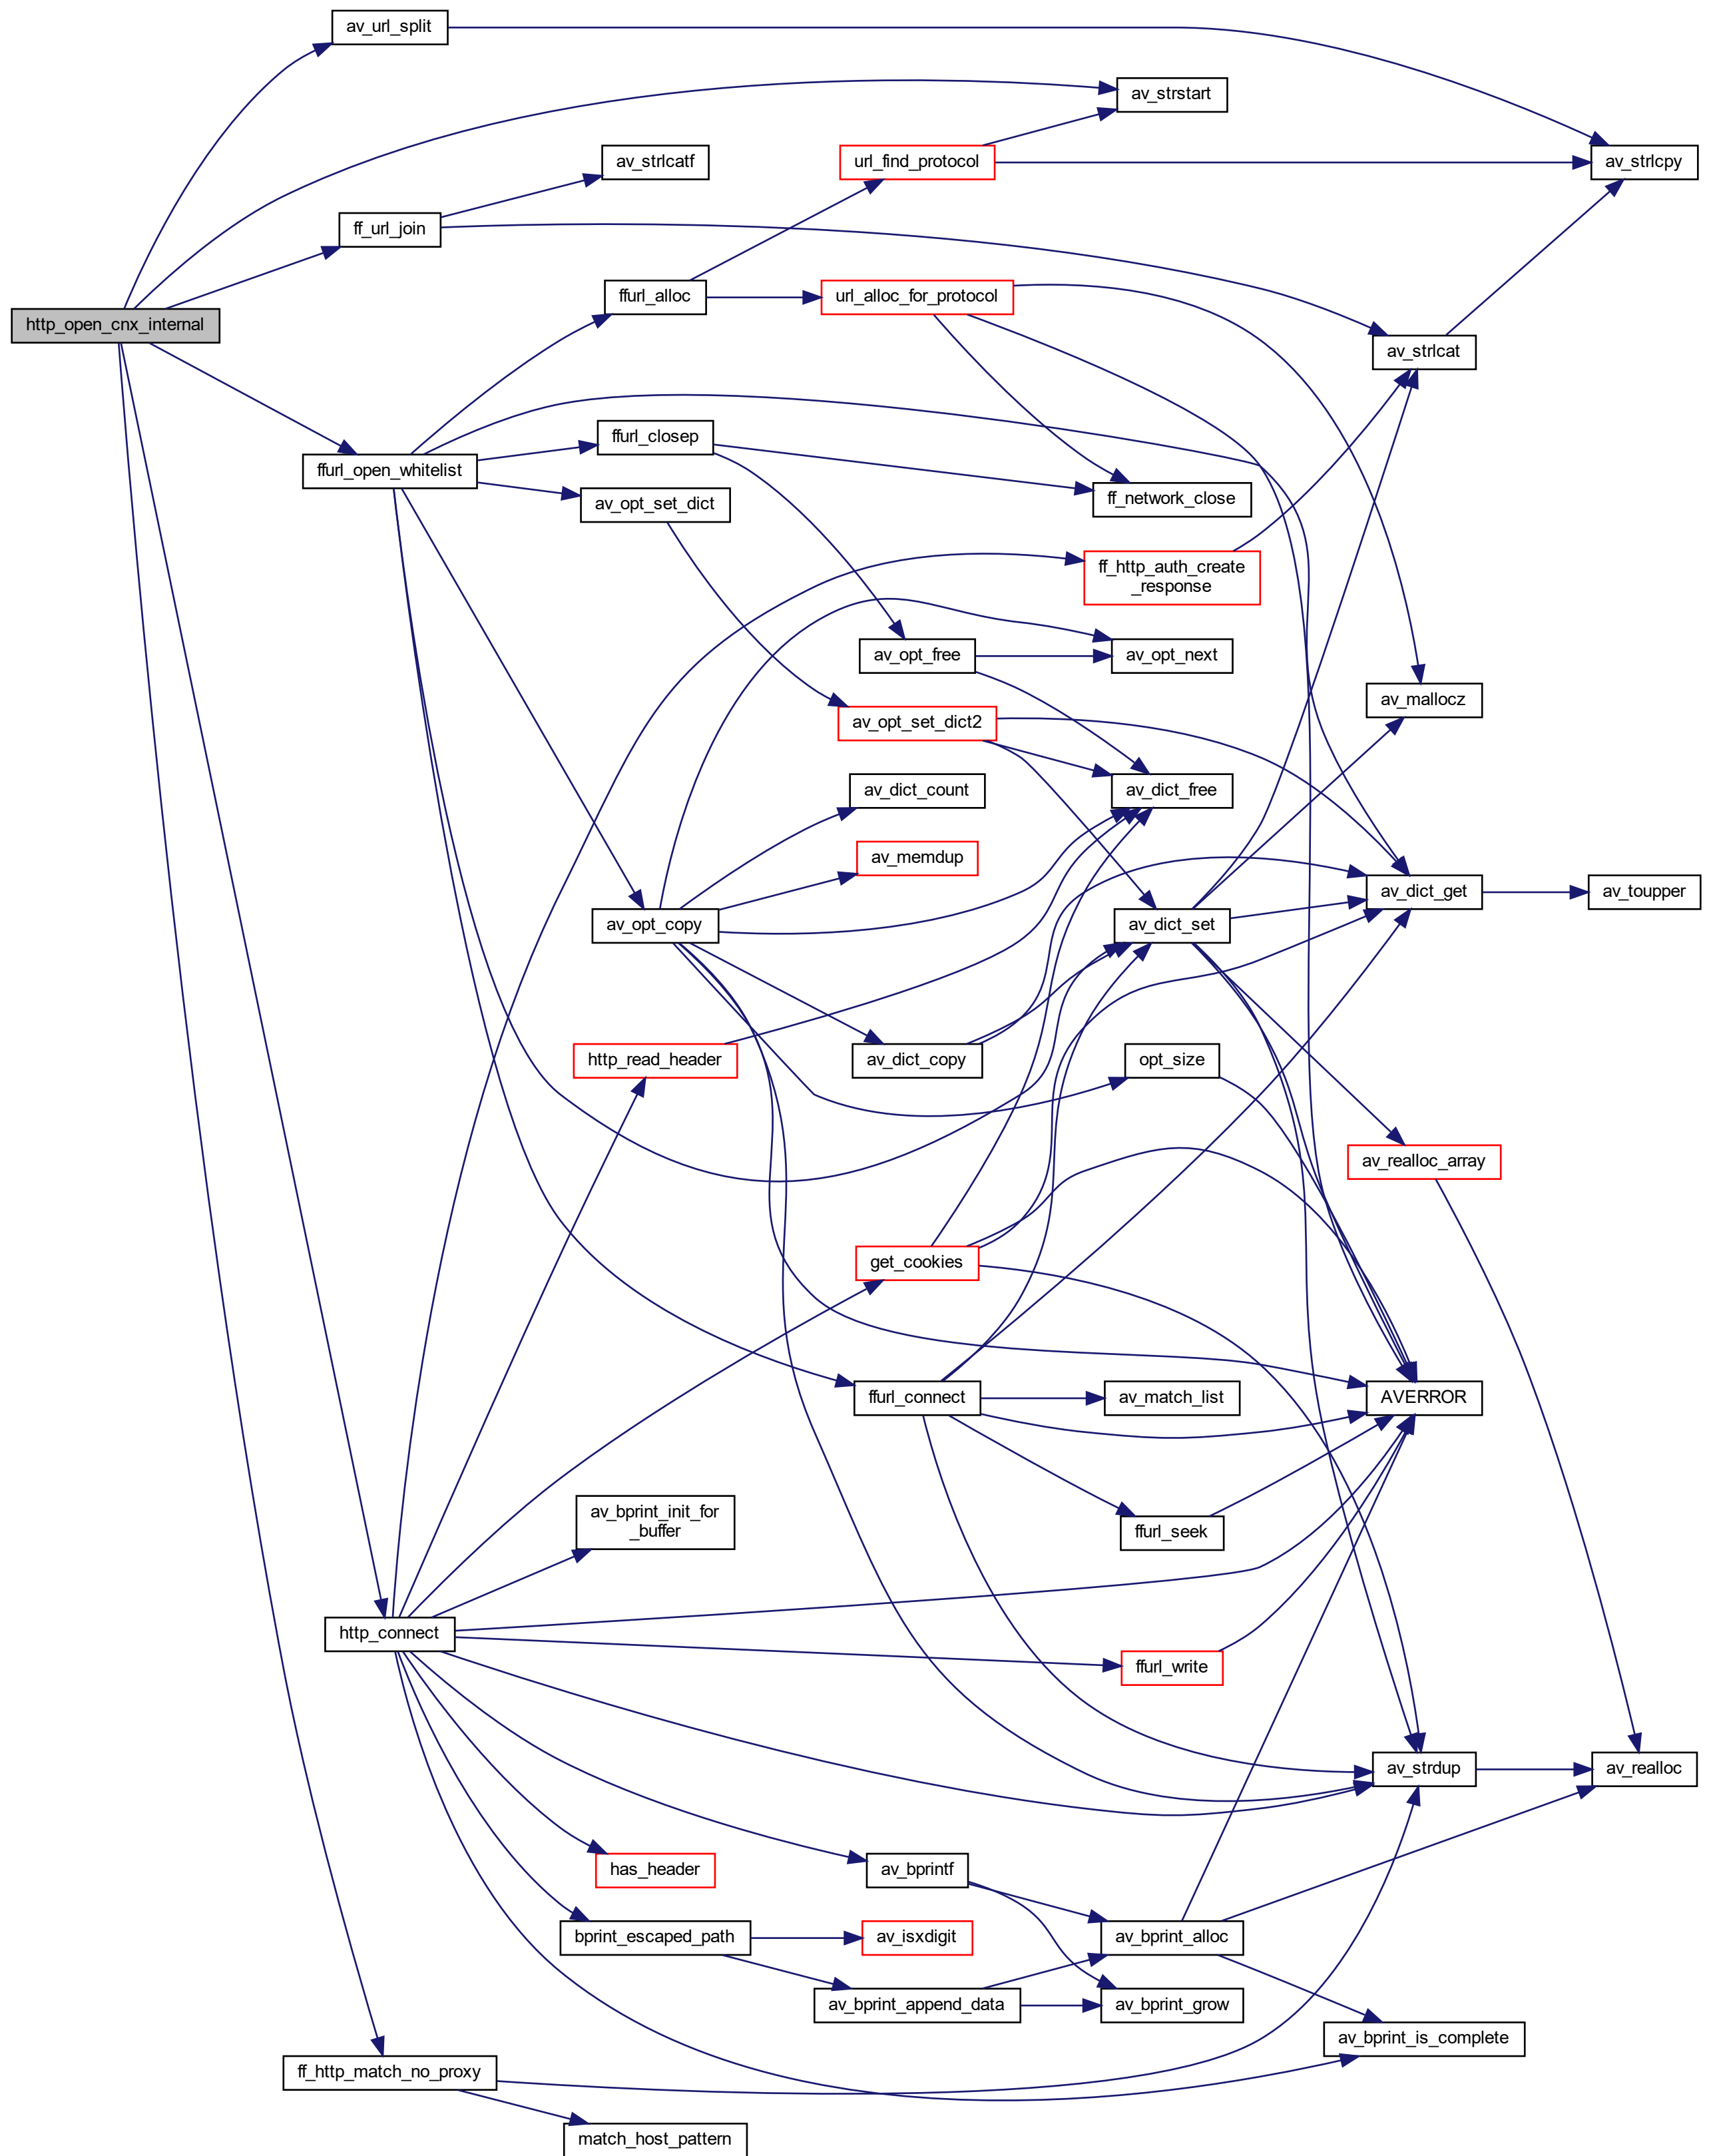 av_url_split
av_strstart
av_strlcatf
url_find_protocol
av_strlcpy
ff_url_join
ffurl_alloc
url_alloc_for_protocol
http_open_cnx_internal
av_strlcat
ffurl_closep
ffurl_open_whitelist
av_opt_set_dict
ff_network_close
ff_http_auth_create
_response
av_opt_free
av_opt_next
av_mallocz
av_opt_set_dict2
av_dict_count
av_dict_free
av_memdup
av_dict_get
av_toupper
av_opt_copy
av_dict_set
http_read_header
av_dict_copy
opt_size
av_realloc_array
get_cookies
ffurl_connect
av_match_list
AVERROR
av_bprint_init_for
_buffer
ffurl_seek
http_connect
ffurl_write
av_strdup
av_realloc
has_header
av_bprintf
bprint_escaped_path
av_isxdigit
av_bprint_alloc
av_bprint_append_data
av_bprint_grow
av_bprint_is_complete
ff_http_match_no_proxy
match_host_pattern